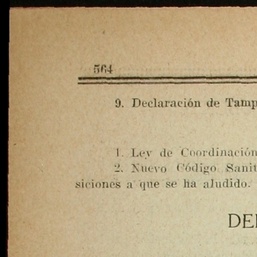 564
9. Declaración de Tamp
1. Ley de Coordinación
2. Nuevo Código Sanit
siciones a que se ha aludido.
DE